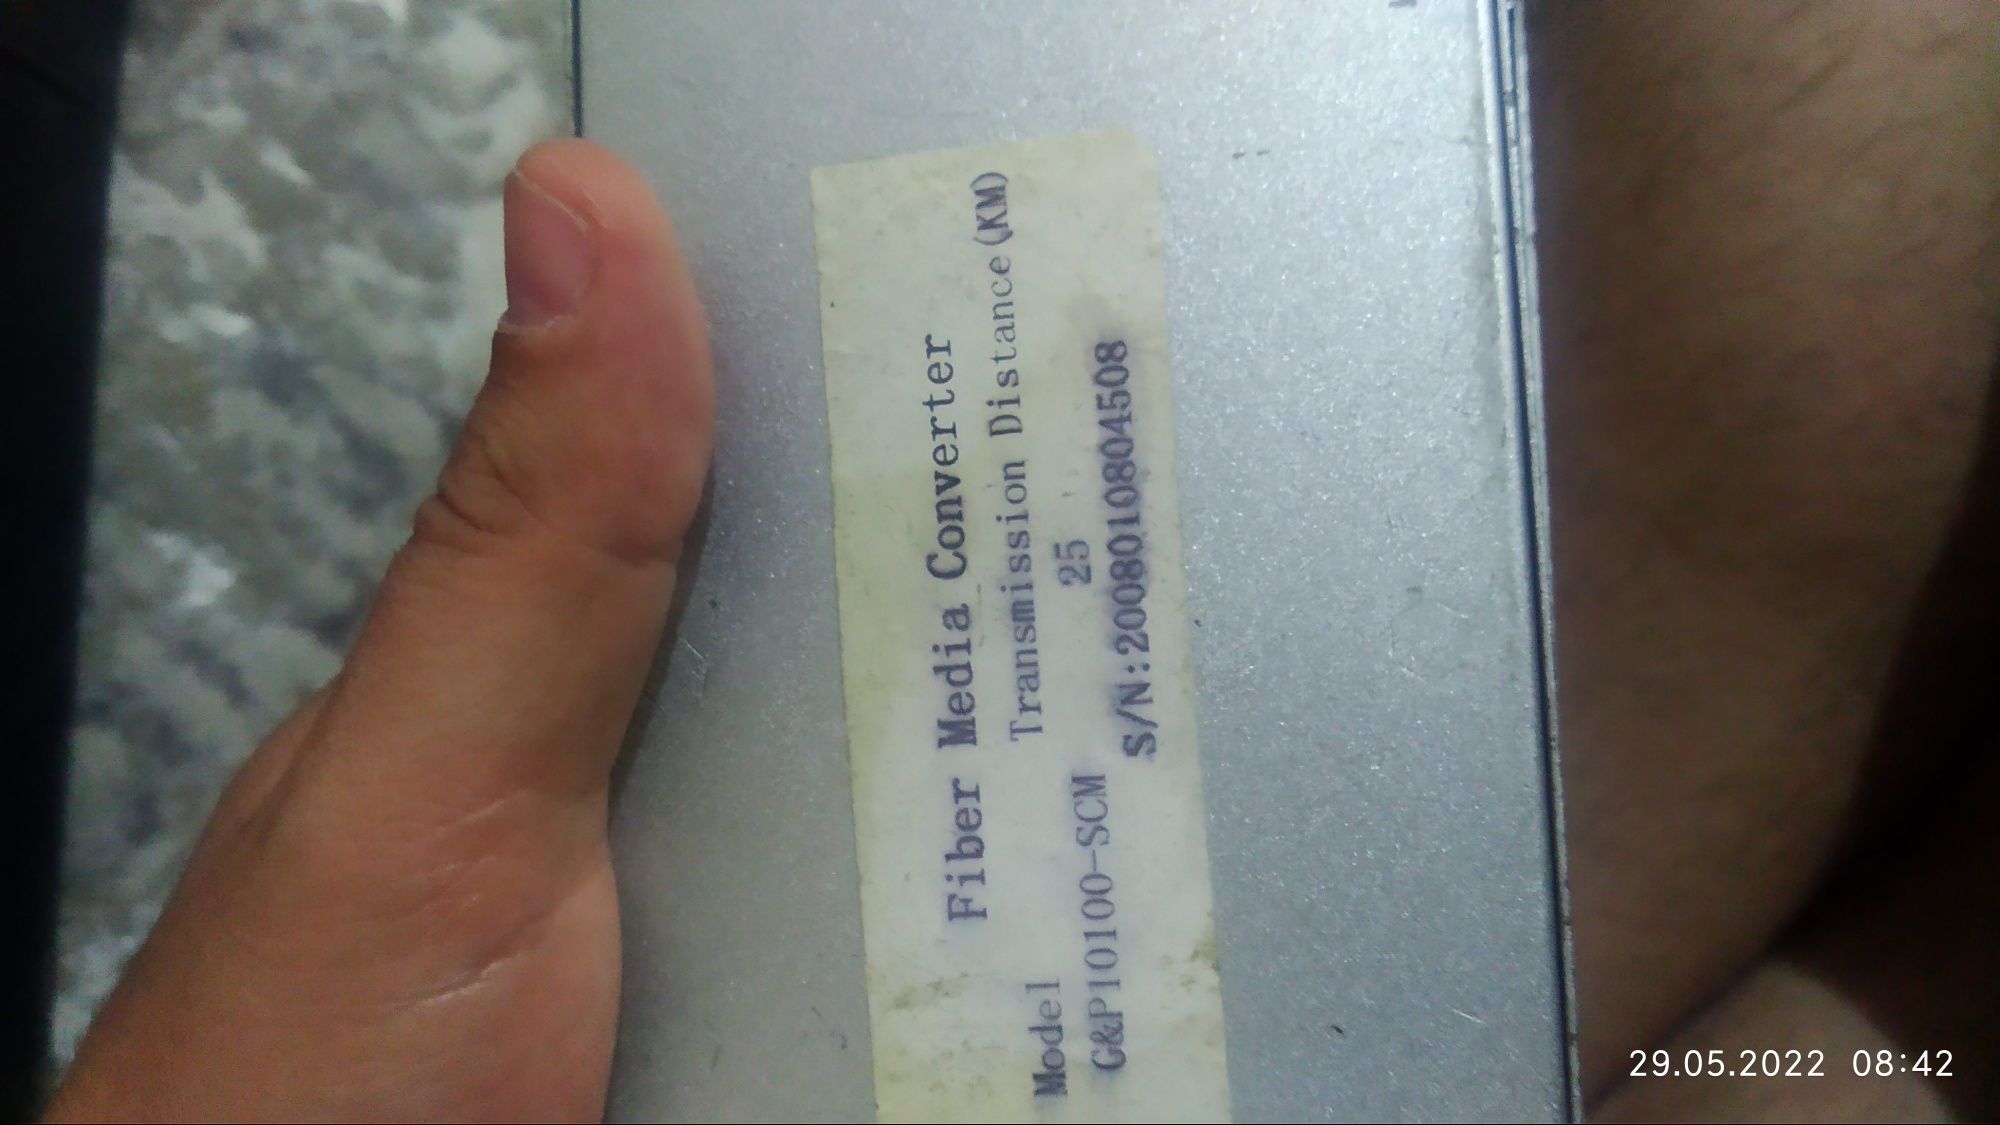 Fiber Media Converter
Model Transmission Distance(KM)
G&P10100-SCM 25
S/N:2008010804508
29.05.2022 08:42